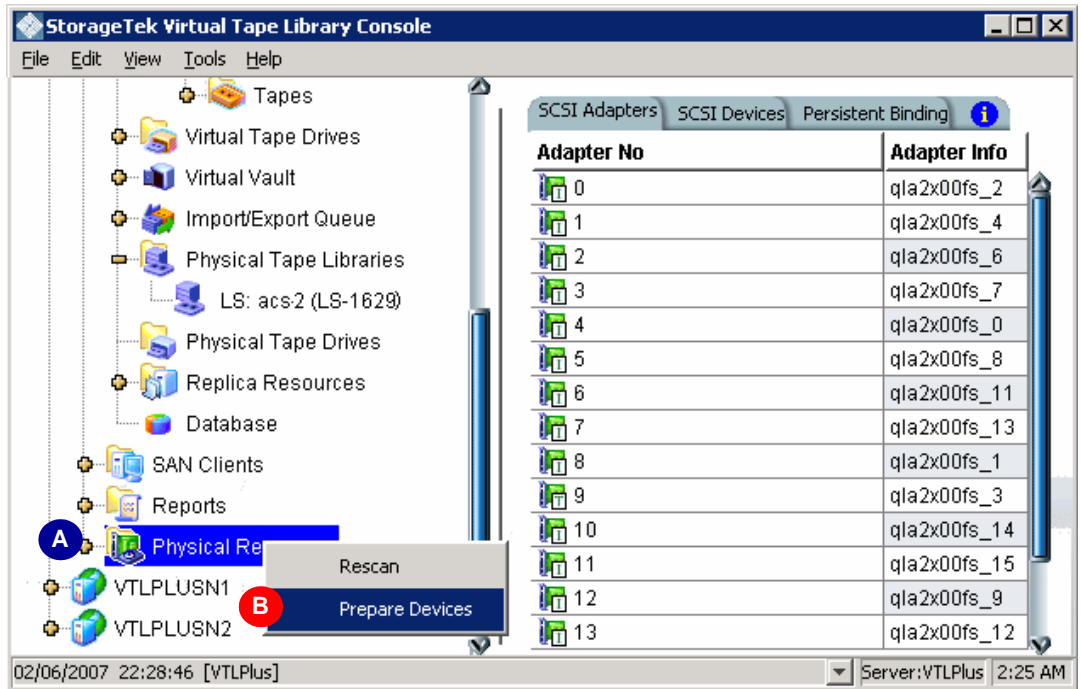 StorageTek Virtual Tape Library Console
File Edit View Tools Help
Tapes
Virtual Tape Drives
Virtual Vault
Import/Export Queue
Physical Tape Libraries
LS: acs-2 (LS-1629)
Physical Tape Drives
Replica Resources
Database
SAN Clients
Reports
A
Physical Re
VTLPLUSN1
VTLPLUSN2
Rescan
B
Prepare Devices
SCSI Adapters SCSI Devices Persistent Binding i
Adapter No Adapter Info
0 qla2x00fs_2
1 qla2x00fs_4
2 qla2x00fs_6
3 qla2x00fs_7
4 qla2x00fs_0
5 qla2x00fs_8
6 qla2x00fs_11
7 qla2x00fs_13
8 qla2x00fs_1
9 qla2x00fs_3
10 qla2x00fs_14
11 qla2x00fs_15
12 qla2x00fs_9
13 qla2x00fs_12
02/06/2007 22:28:46 [VTLPlus] Server:VTLPlus 2:25 AM